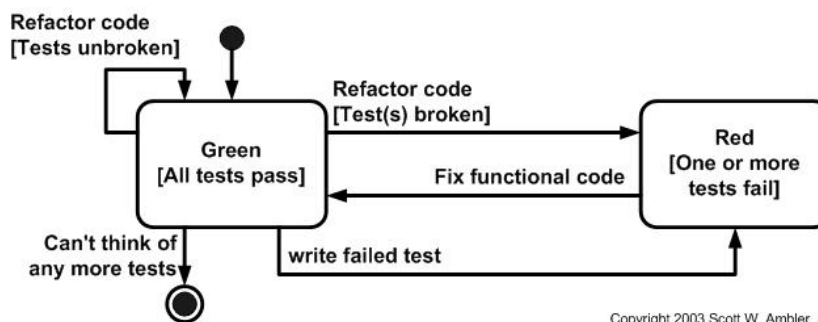 Refactor code
[Tests unbroken]
Refactor code
[Test(s) broken]
Green
[All tests pass]
Red
[One or more
tests fail]
Fix functional code
Can't think of
any more tests
write failed test
Copyright 2003 Scott W. Ambler